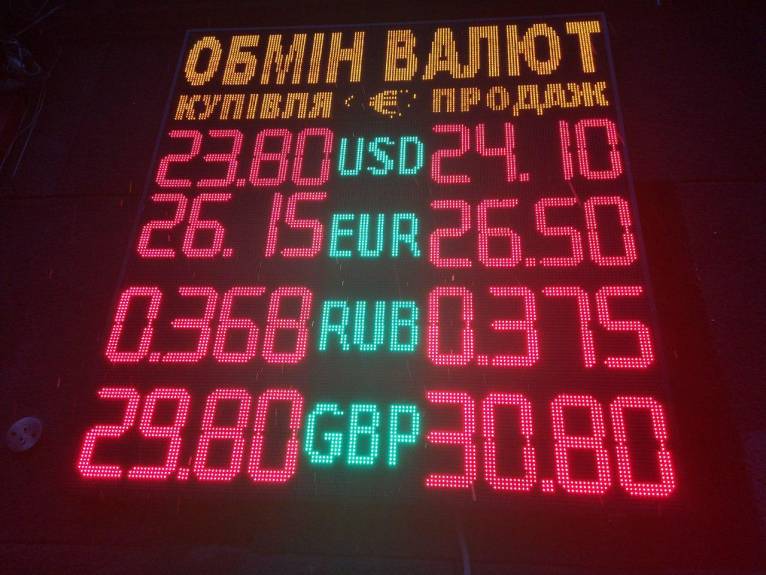 ОБМІН ВАЛЮТ
КУПІВЛЯ € ПРОДАЖ
23.80 USD 24.10
26.15 EUR 26.50
0.368 RUB 0.375
29.80 GBP 30.80